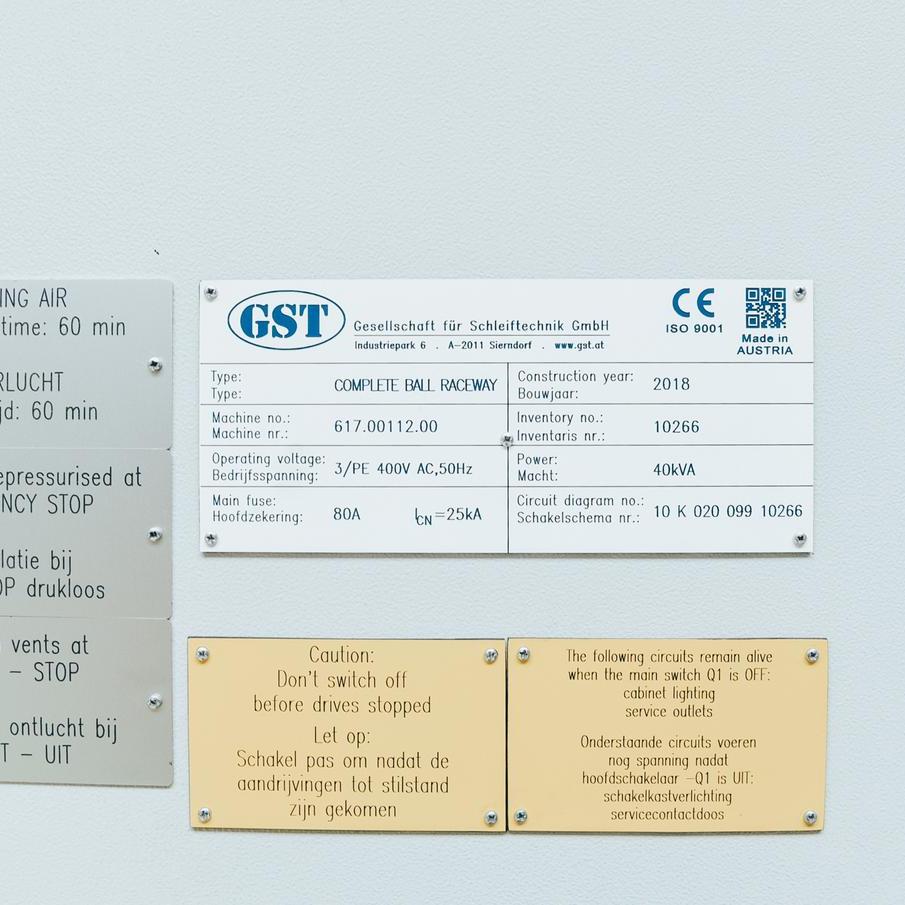 ING AIR
time: 60 min
RLUCHT
jd: 60 min
epressurised at
NCY STOP
latie bij
OP drukloos
vents at
– STOP
ontlucht bij
T – UIT
GST
Gesellschaft für Schleiftechnik GmbH
Industriepark 6 . A-2011 Sierndorf . www.gst.at
CE
ISO 9001
Made in
AUSTRIA
Type:
Type:
COMPLETE BALL RACEWAY
Construction year:
Bouwjaar:
2018
Machine no.:
Machine nr.:
617.00112.00
Inventory no.:
Inventaris nr.:
10266
Operating voltage:
Bedrijfsspanning:
3/PE 400V AC,50Hz
Power:
Macht:
40kVA
Main fuse:
Hoofdzekering:
80A ICN=25kA
Circuit diagram no.:
Schakelschema nr.:
10 K 020 099 10266
Caution:
Don't switch off
before drives stopped
Let op:
Schakel pas om nadat de
aandrijvingen tot stilstand
zijn gekomen
The following circuits remain alive
when the main switch Q1 is OFF:
cabinet lighting
service outlets
Onderstaande circuits voeren
nog spanning nadat
hoofdschakelaar –Q1 is UIT:
schakelkastverlichting
servicecontactdoos